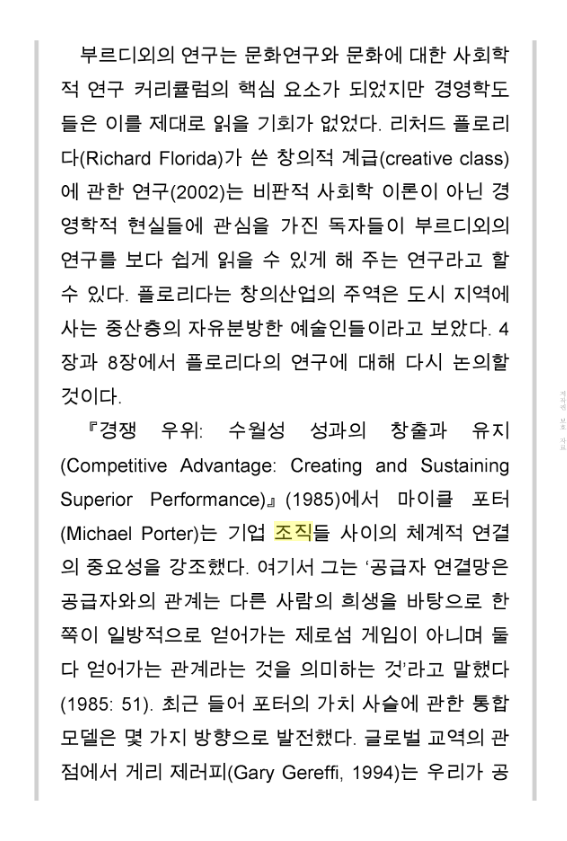 부르디외의 연구는 문화연구와 문화에 대한 사회학
적 연구 커리큘럼의 핵심 요소가 되었지만 경영학도
들은 이를 제대로 읽을 기회가 없었다. 리처드 플로리
다(Richard Florida)가 쓴 창의적 계급(creative class)
에 관한 연구(2002)는 비판적 사회학 이론이 아닌 경
영학적 현실들에 관심을 가진 독자들이 부르디외의
연구를 보다 쉽게 읽을 수 있게 해 주는 연구라고 할
수 있다. 플로리다는 창의산업의 주역은 도시 지역에
사는 중산층의 자유분방한 예술인들이라고 보았다. 4
장과 8장에서 플로리다의 연구에 대해 다시 논의할
것이다.
『경쟁 우위: 수월성 성과의 창출과 유지
(Competitive Advantage: Creating and Sustaining
Superior Performance)』(1985)에서 마이클 포터
(Michael Porter)는 기업 조직들 사이의 체계적 연결
의 중요성을 강조했다. 여기서 그는 ‘공급자 연결망은
공급자와의 관계는 다른 사람의 희생을 바탕으로 한
쪽이 일방적으로 얻어가는 제로섬 게임이 아니며 둘
다 얻어가는 관계라는 것을 의미하는 것’라고 말했다
(1985: 51). 최근 들어 포터의 가치 사슬에 관한 통합
모델은 몇 가지 방향으로 발전했다. 글로벌 교역의 관
점에서 게리 제러피(Gary Gereffi, 1994)는 우리가 공